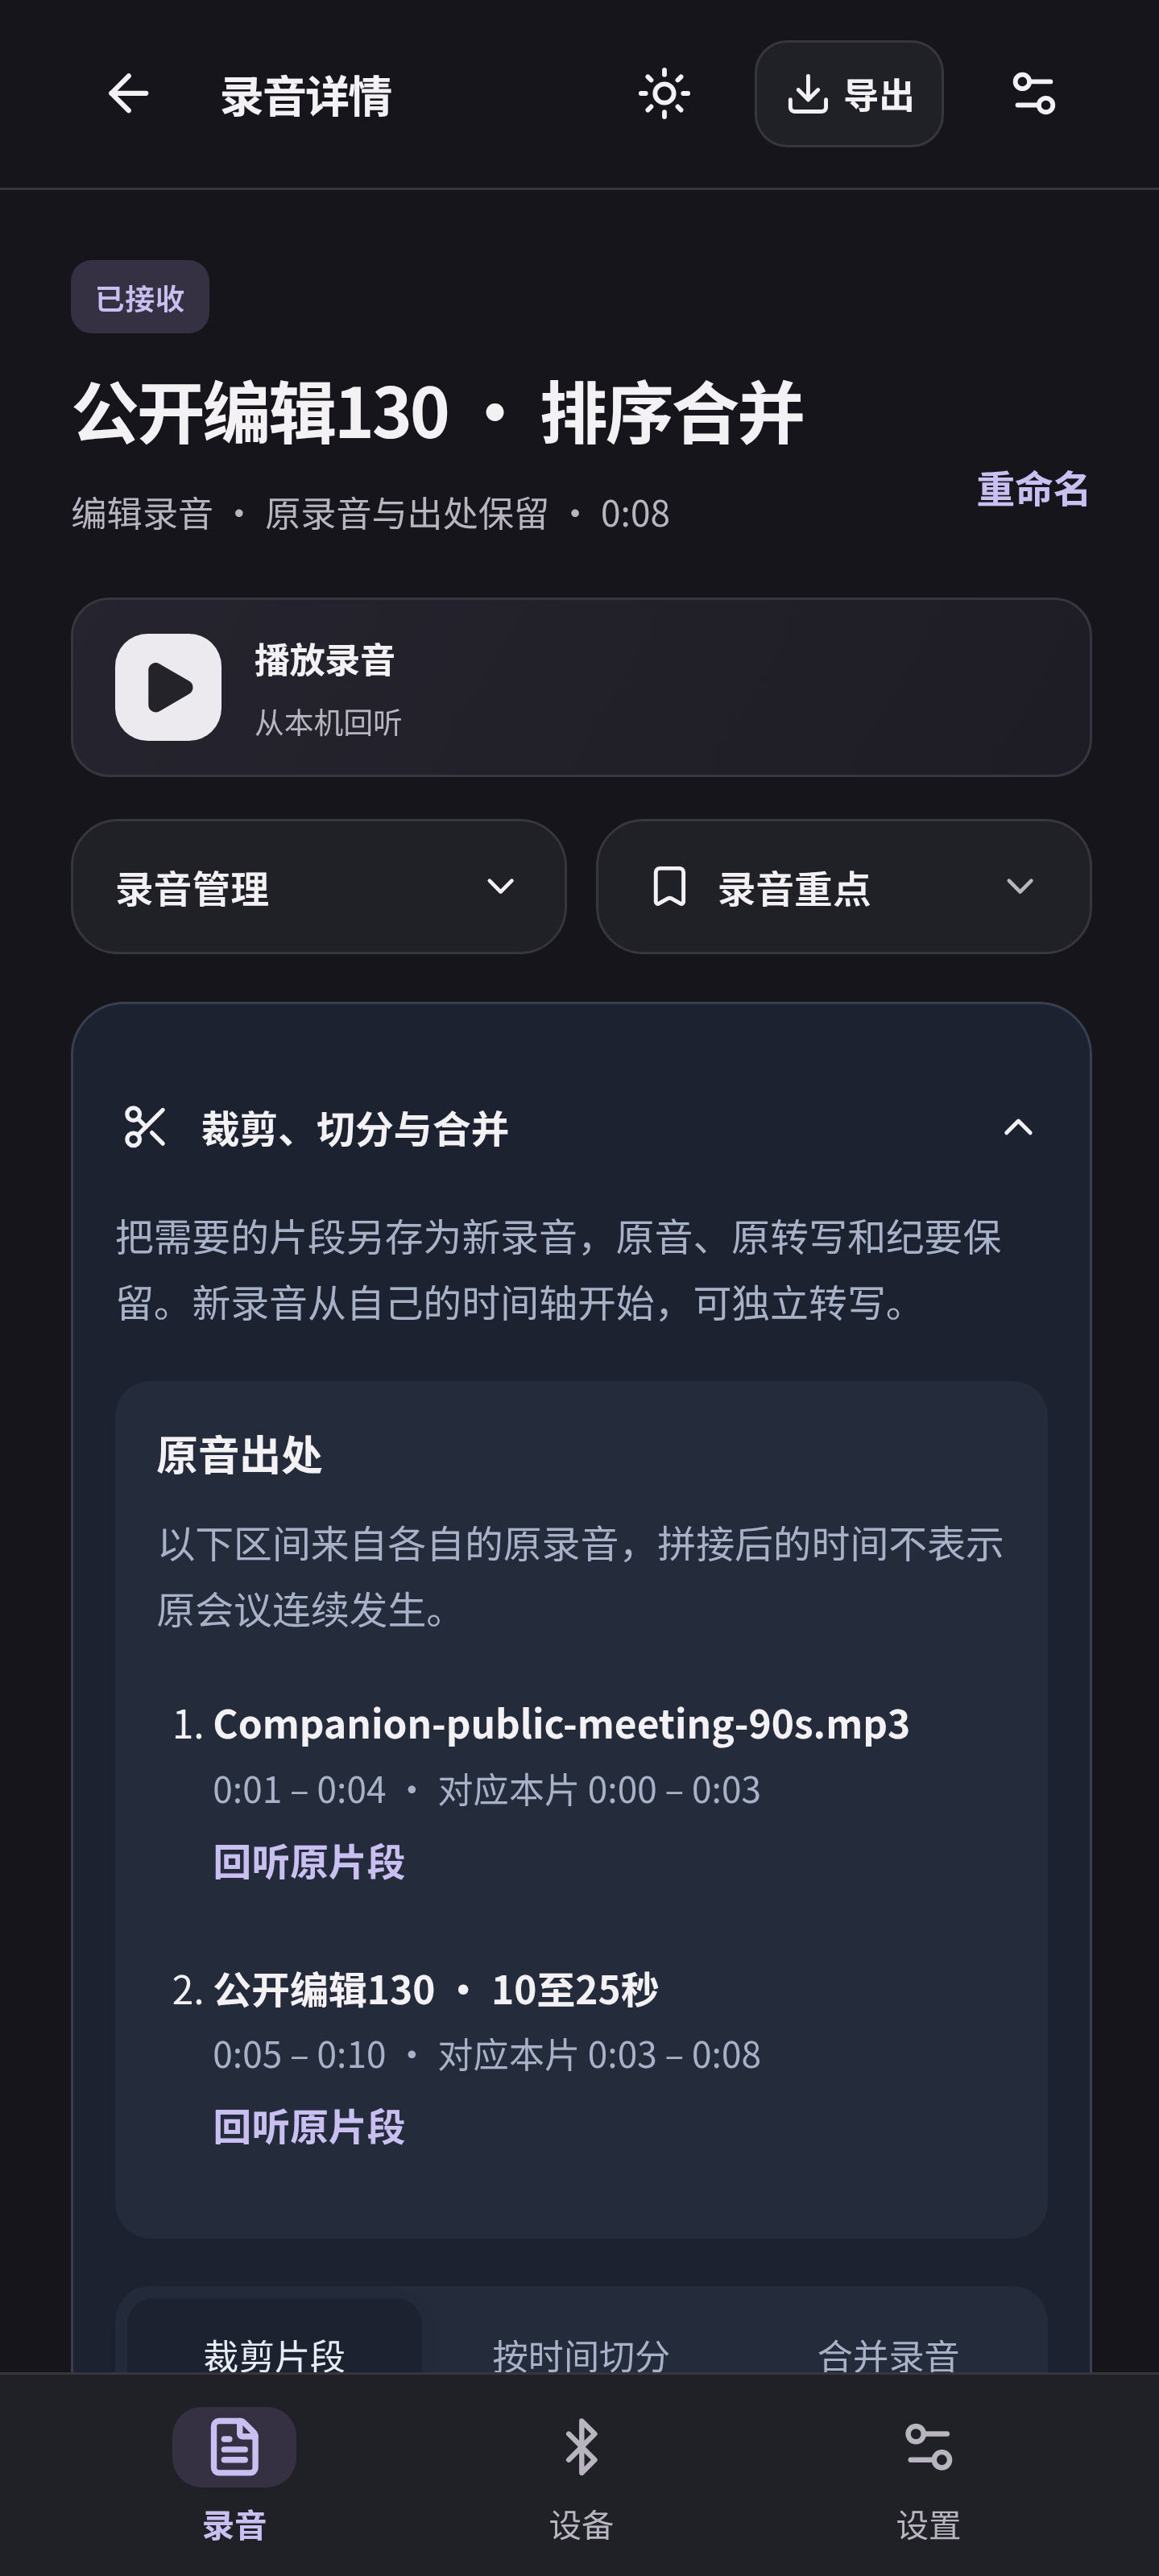 录音详情
导出
已接收
公开编辑130 · 排序合并
编辑录音 · 原录音与出处保留 · 0:08
重命名
播放录音
从本机回听
录音管理
录音重点
裁剪、切分与合并
把需要的片段另存为新录音，原音、原转写和纪要保
留。新录音从自己的时间轴开始，可独立转写。
原音出处
以下区间来自各自的原录音，拼接后的时间不表示
原会议连续发生。
1. Companion-public-meeting-90s.mp3
0:01 – 0:04 · 对应本片 0:00 – 0:03
回听原片段
2. 公开编辑130 · 10至25秒
0:05 – 0:10 · 对应本片 0:03 – 0:08
回听原片段
裁剪片段
按时间切分
合并录音
录音
设备
设置